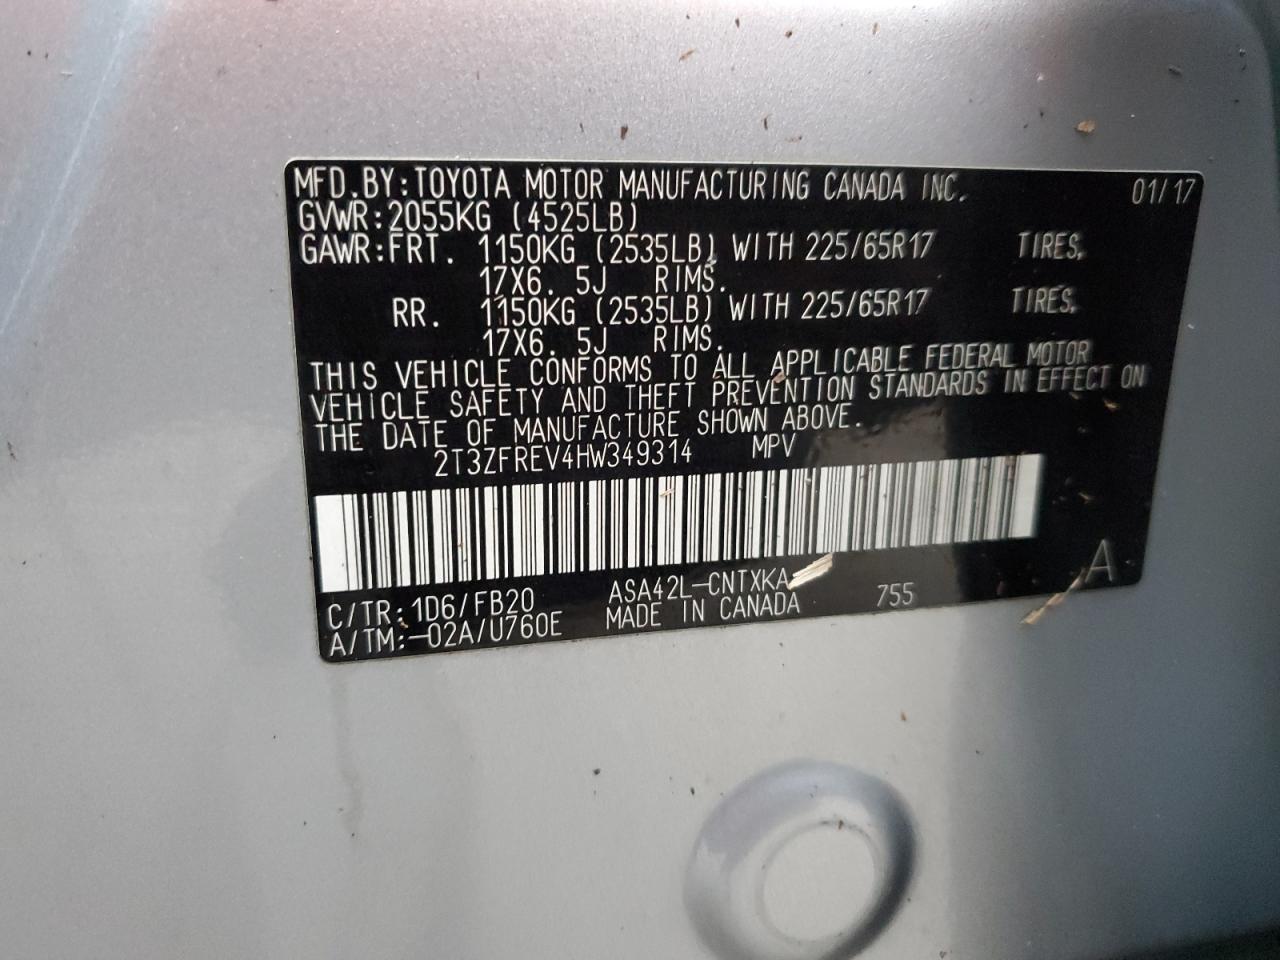 MFD.BY:TOYOTA MOTOR MANUFACTURING CANADA INC. 01/17
GVWR:2055KG (4525LB)
GAWR:FRT. 1150KG (2535LB) WITH 225/65R17 TIRES,
17X6. 5J RIMS.
RR. 1150KG (2535LB) WITH 225/65R17 TIRES,
17X6. 5J RIMS.
THIS VEHICLE CONFORMS TO ALL APPLICABLE FEDERAL MOTOR
VEHICLE SAFETY AND THEFT PREVENTION STANDARDS IN EFFECT ON
THE DATE OF MANUFACTURE SHOWN ABOVE.
2T3ZFREV4HW349314 MPV
C/TR:1D6/FB20 ASA42L-CNTXKA 755 A
A/TM:-02A/U760E MADE IN CANADA